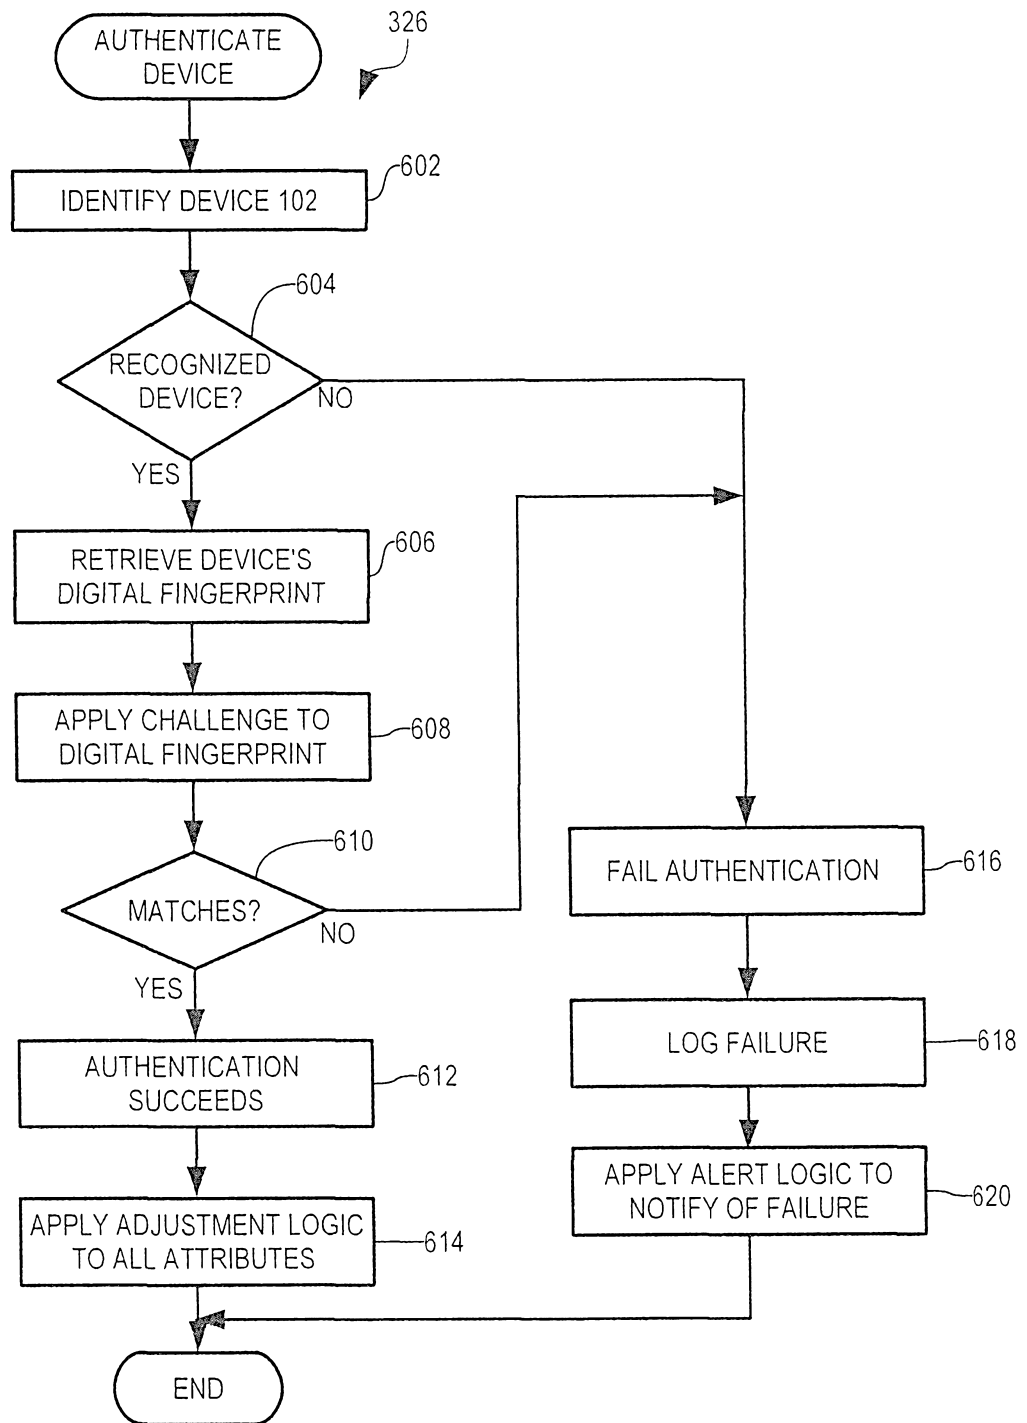 AUTHENTICATE
DEVICE
326
IDENTIFY DEVICE 102
602
604
RECOGNIZED
DEVICE?
NO
YES
RETRIEVE DEVICE'S
DIGITAL FINGERPRINT
606
APPLY CHALLENGE TO
DIGITAL FINGERPRINT
608
610
MATCHES?
NO
YES
AUTHENTICATION
SUCCEEDS
612
APPLY ADJUSTMENT LOGIC
TO ALL ATTRIBUTES
614
FAIL AUTHENTICATION
616
LOG FAILURE
618
APPLY ALERT LOGIC TO
NOTIFY OF FAILURE
620
END